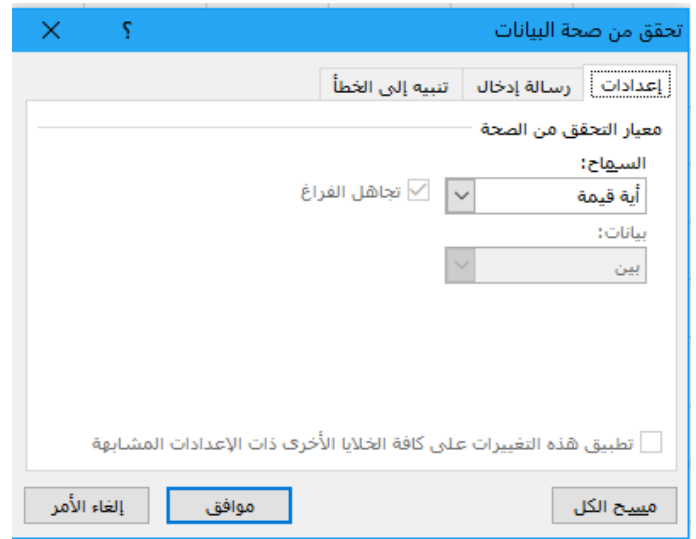 تحقق من صحة البيانات ؟
إعدادات رسالة إدخال تنبيه إلى الخطأ
معيار التحقق من الصحة
السماح:
أية قيمة تجاهل الفراغ
بيانات:
بين
تطبيق هذه التغييرات على كافة الخلايا الأخرى ذات الإعدادات المشابهة
مسح الكل موافق إلغاء الأمر